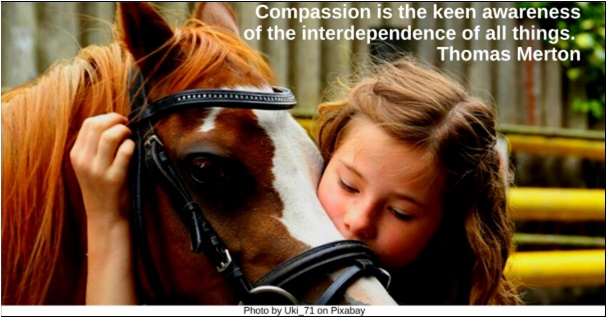 Compassion is the keen awareness
of the interdependence of all things.
Thomas Merton
Photo by Uki_71 on Pixabay